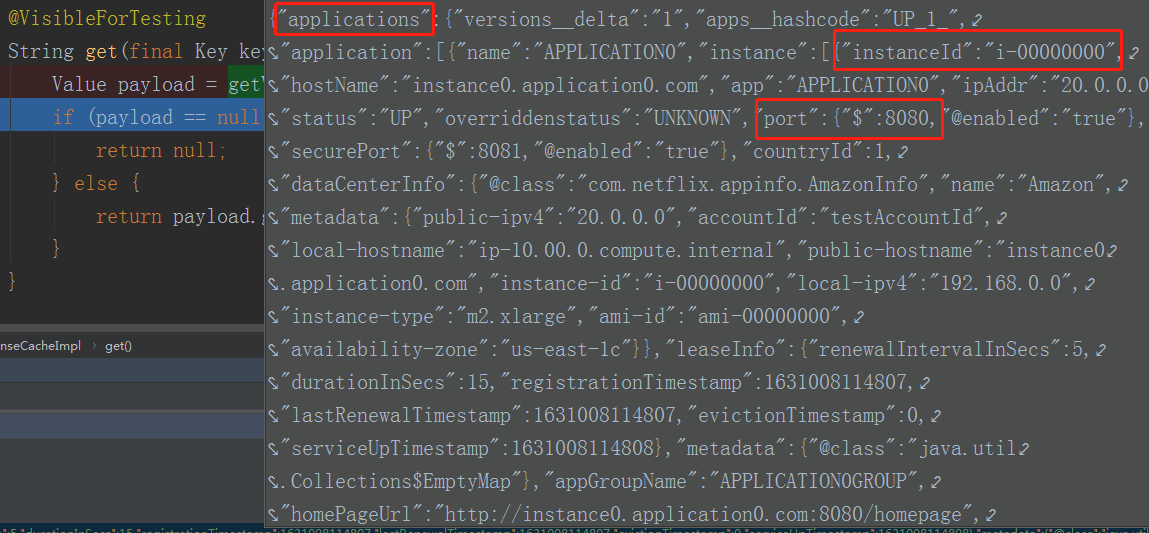 @VisibleForTesting
String get(final Key key
Value payload = get
if (payload == null
return null;
} else {
return payload.g
}
}
nseCacheImpl > get()
{"applications":{"versions__delta":"1","apps__hashcode":"UP_1_",
"application":[{"name":"APPLICATION0","instance":[{"instanceId":"i-00000000",
"hostName":"instance0.application0.com","app":"APPLICATION0","ipAddr":"20.0.0.0
"status":"UP","overriddenstatus":"UNKNOWN","port":{"$":8080,"@enabled":"true"},
"securePort":{"$":8081,"@enabled":"true"},"countryId":1,
"dataCenterInfo":{"@class":"com.netflix.appinfo.AmazonInfo","name":"Amazon",
"metadata":{"public-ipv4":"20.0.0.0","accountId":"testAccountId",
"local-hostname":"ip-10.00.0.compute.internal","public-hostname":"instance0
.application0.com","instance-id":"i-00000000","local-ipv4":"192.168.0.0",
"instance-type":"m2.xlarge","ami-id":"ami-00000000",
"availability-zone":"us-east-1c"}},"leaseInfo":{"renewalIntervalInSecs":5,
"durationInSecs":15,"registrationTimestamp":1631008114807,
"lastRenewalTimestamp":1631008114807,"evictionTimestamp":0,
"serviceUpTimestamp":1631008114808},"metadata":{"@class":"java.util
.Collections$EmptyMap"},"appGroupName":"APPLICATION0GROUP",
"homePageUrl":"http://instance0.application0.com:8080/homepage",